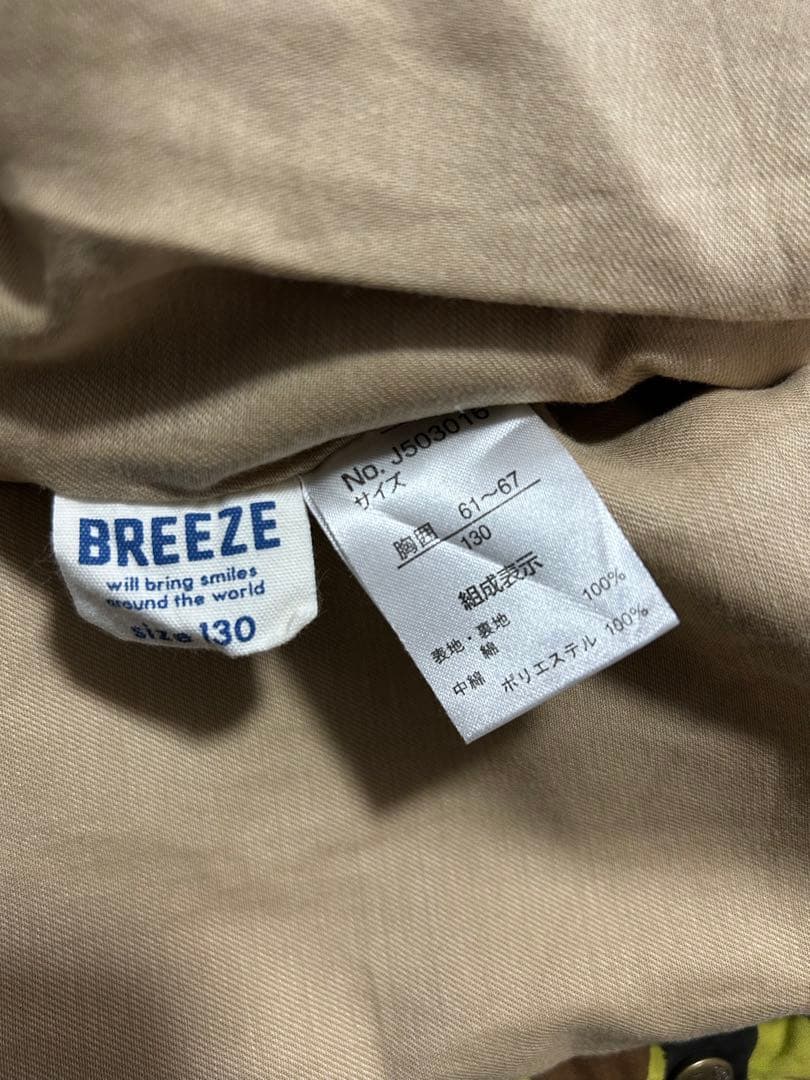 BREEZE
will bring smiles
around the world
size 130
No. J503016
サイズ
胸囲 61～67
130
組成表示
表地・裏地
綿 100%
中綿
ポリエステル 100%